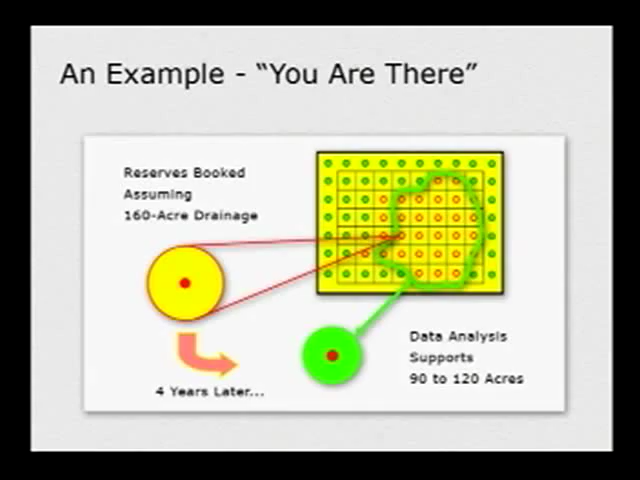 An Example - “You Are There”
Reserves Booked
Assuming
160-Acre Drainage
4 Years Later...
Data Analysis
Supports
90 to 120 Acres